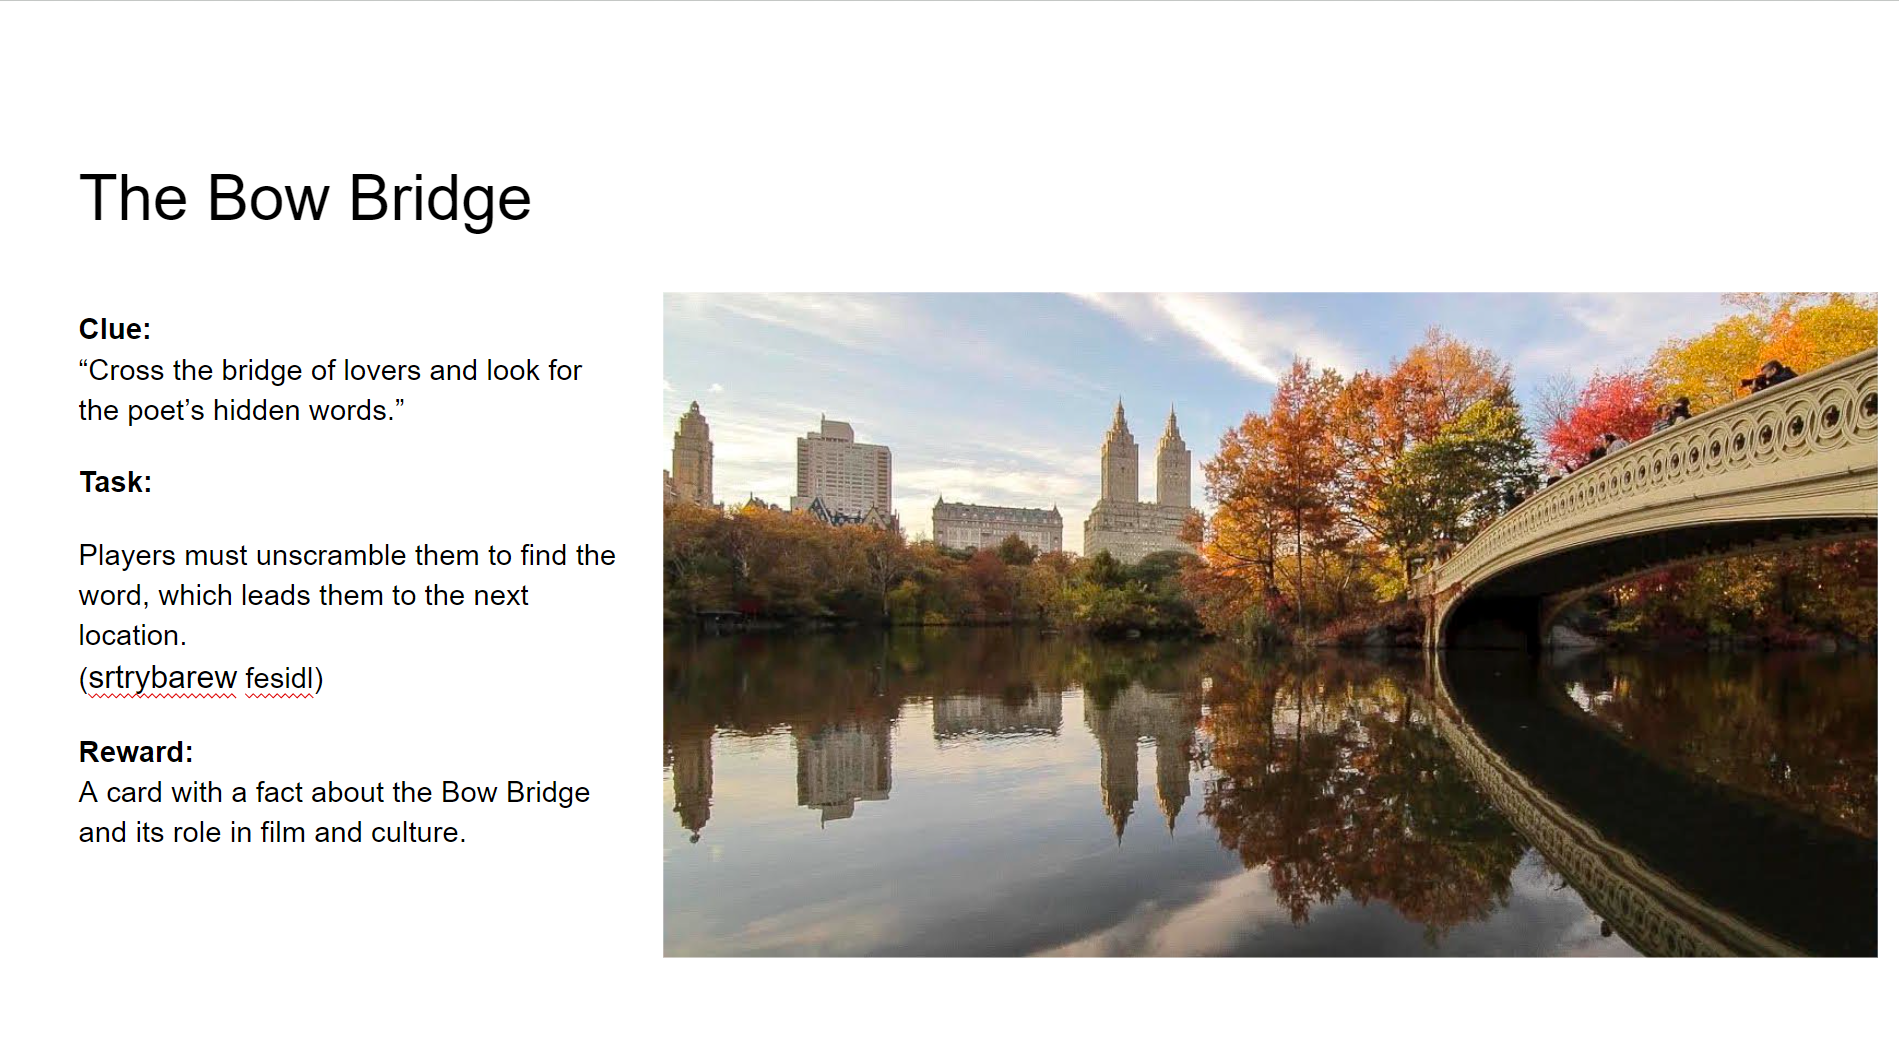 The Bow Bridge
Clue:
“Cross the bridge of lovers and look for
the poet’s hidden words.”
Task:
Players must unscramble them to find the
word, which leads them to the next
location.
(srtrybarew fesidl)
Reward:
A card with a fact about the Bow Bridge
and its role in film and culture.